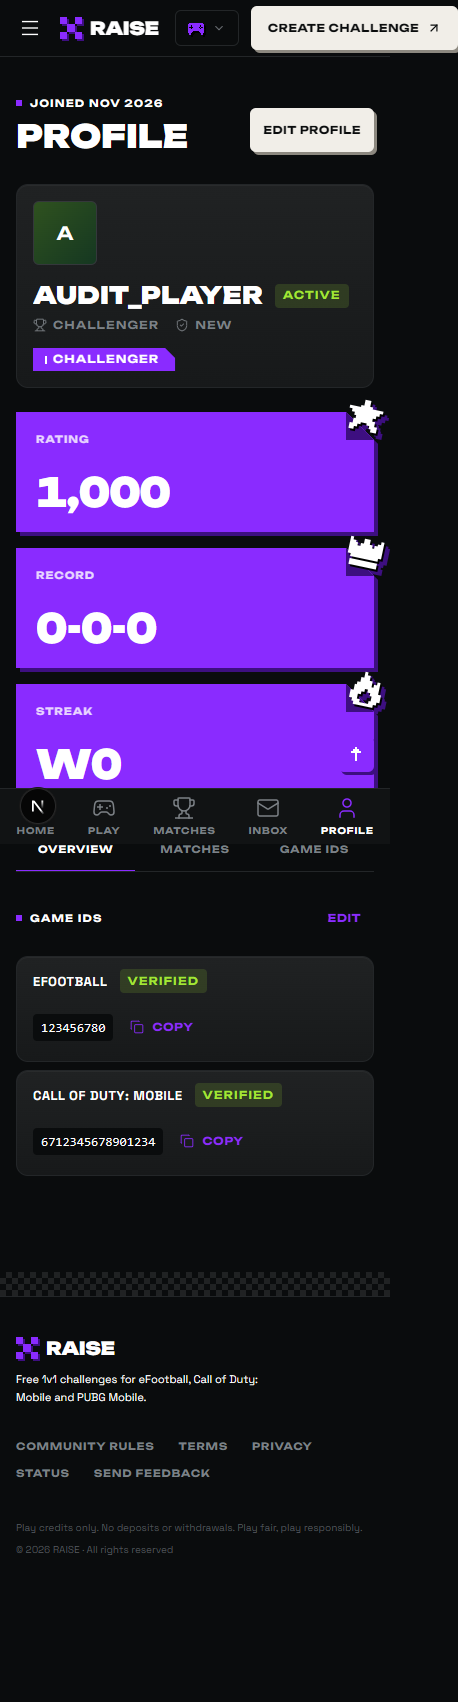 RAISE
CREATE CHALLENGE
JOINED NOV 2026
PROFILE
EDIT PROFILE
A
AUDIT_PLAYER ACTIVE
CHALLENGER NEW
CHALLENGER
RATING
1,000
RECORD
0-0-0
STREAK
W0
N
HOME PLAY MATCHES INBOX PROFILE
OVERVIEW MATCHES GAME IDS
GAME IDS EDIT
EFOOTBALL VERIFIED
123456780 COPY
CALL OF DUTY: MOBILE VERIFIED
6712345678901234 COPY
RAISE
Free 1v1 challenges for eFootball, Call of Duty:
Mobile and PUBG Mobile.
COMMUNITY RULES TERMS PRIVACY
STATUS SEND FEEDBACK
Play credits only. No deposits or withdrawals. Play fair, play responsibly.
© 2026 RAISE · All rights reserved